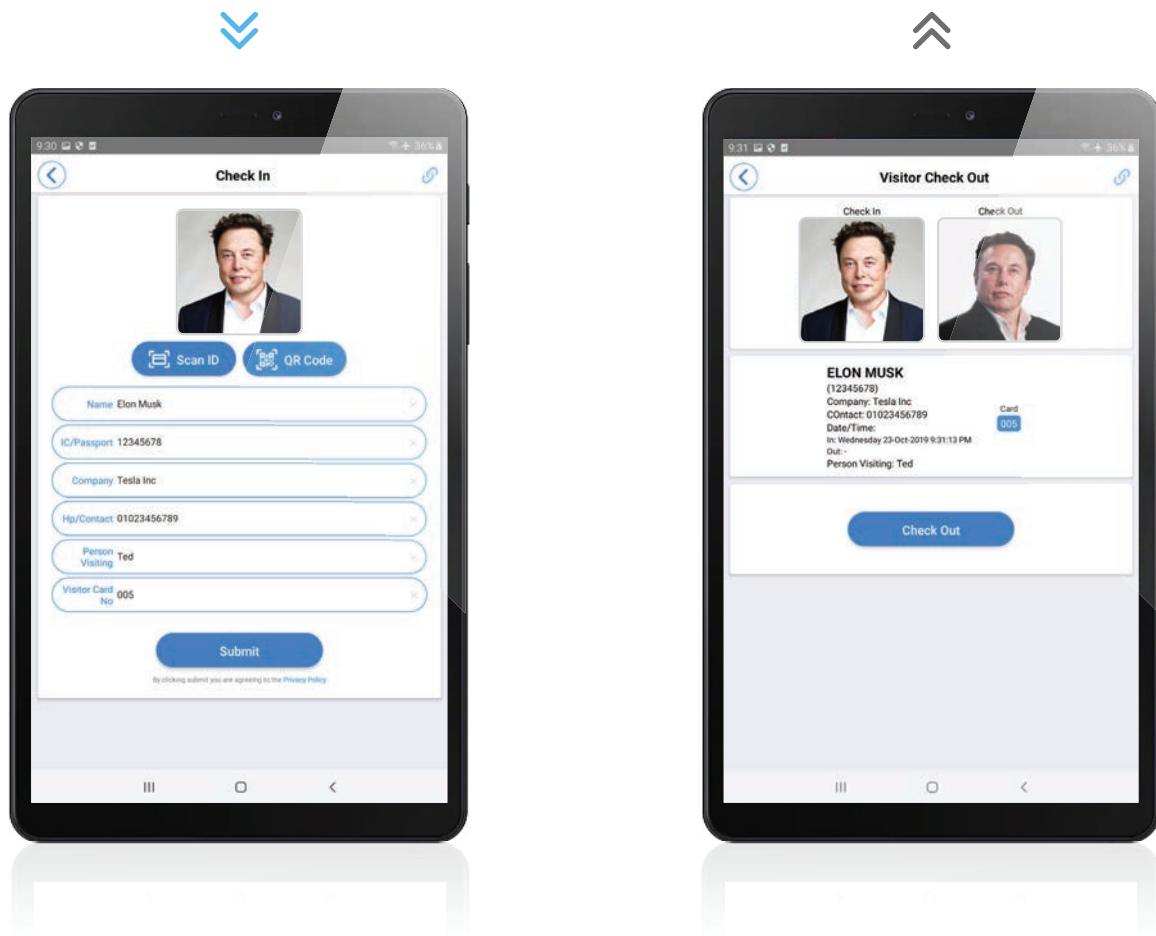 9:30
36%
Check In
Scan ID
QR Code
Name Elon Musk
IC/Passport 12345678
Company Tesla Inc
Hp/Contact 01023456789
Person
Visiting Ted
Visitor Card
No 005
Submit
By clicking submit you are agreeing to the Privacy Policy
9:31
36%
Visitor Check Out
Check In
Check Out
ELON MUSK
(12345678)
Company: Tesla Inc
COntact: 01023456789
Date/Time:
In: Wednesday 23-Oct-2019 9:31:13 PM
Out: -
Person Visiting: Ted
Card
005
Check Out